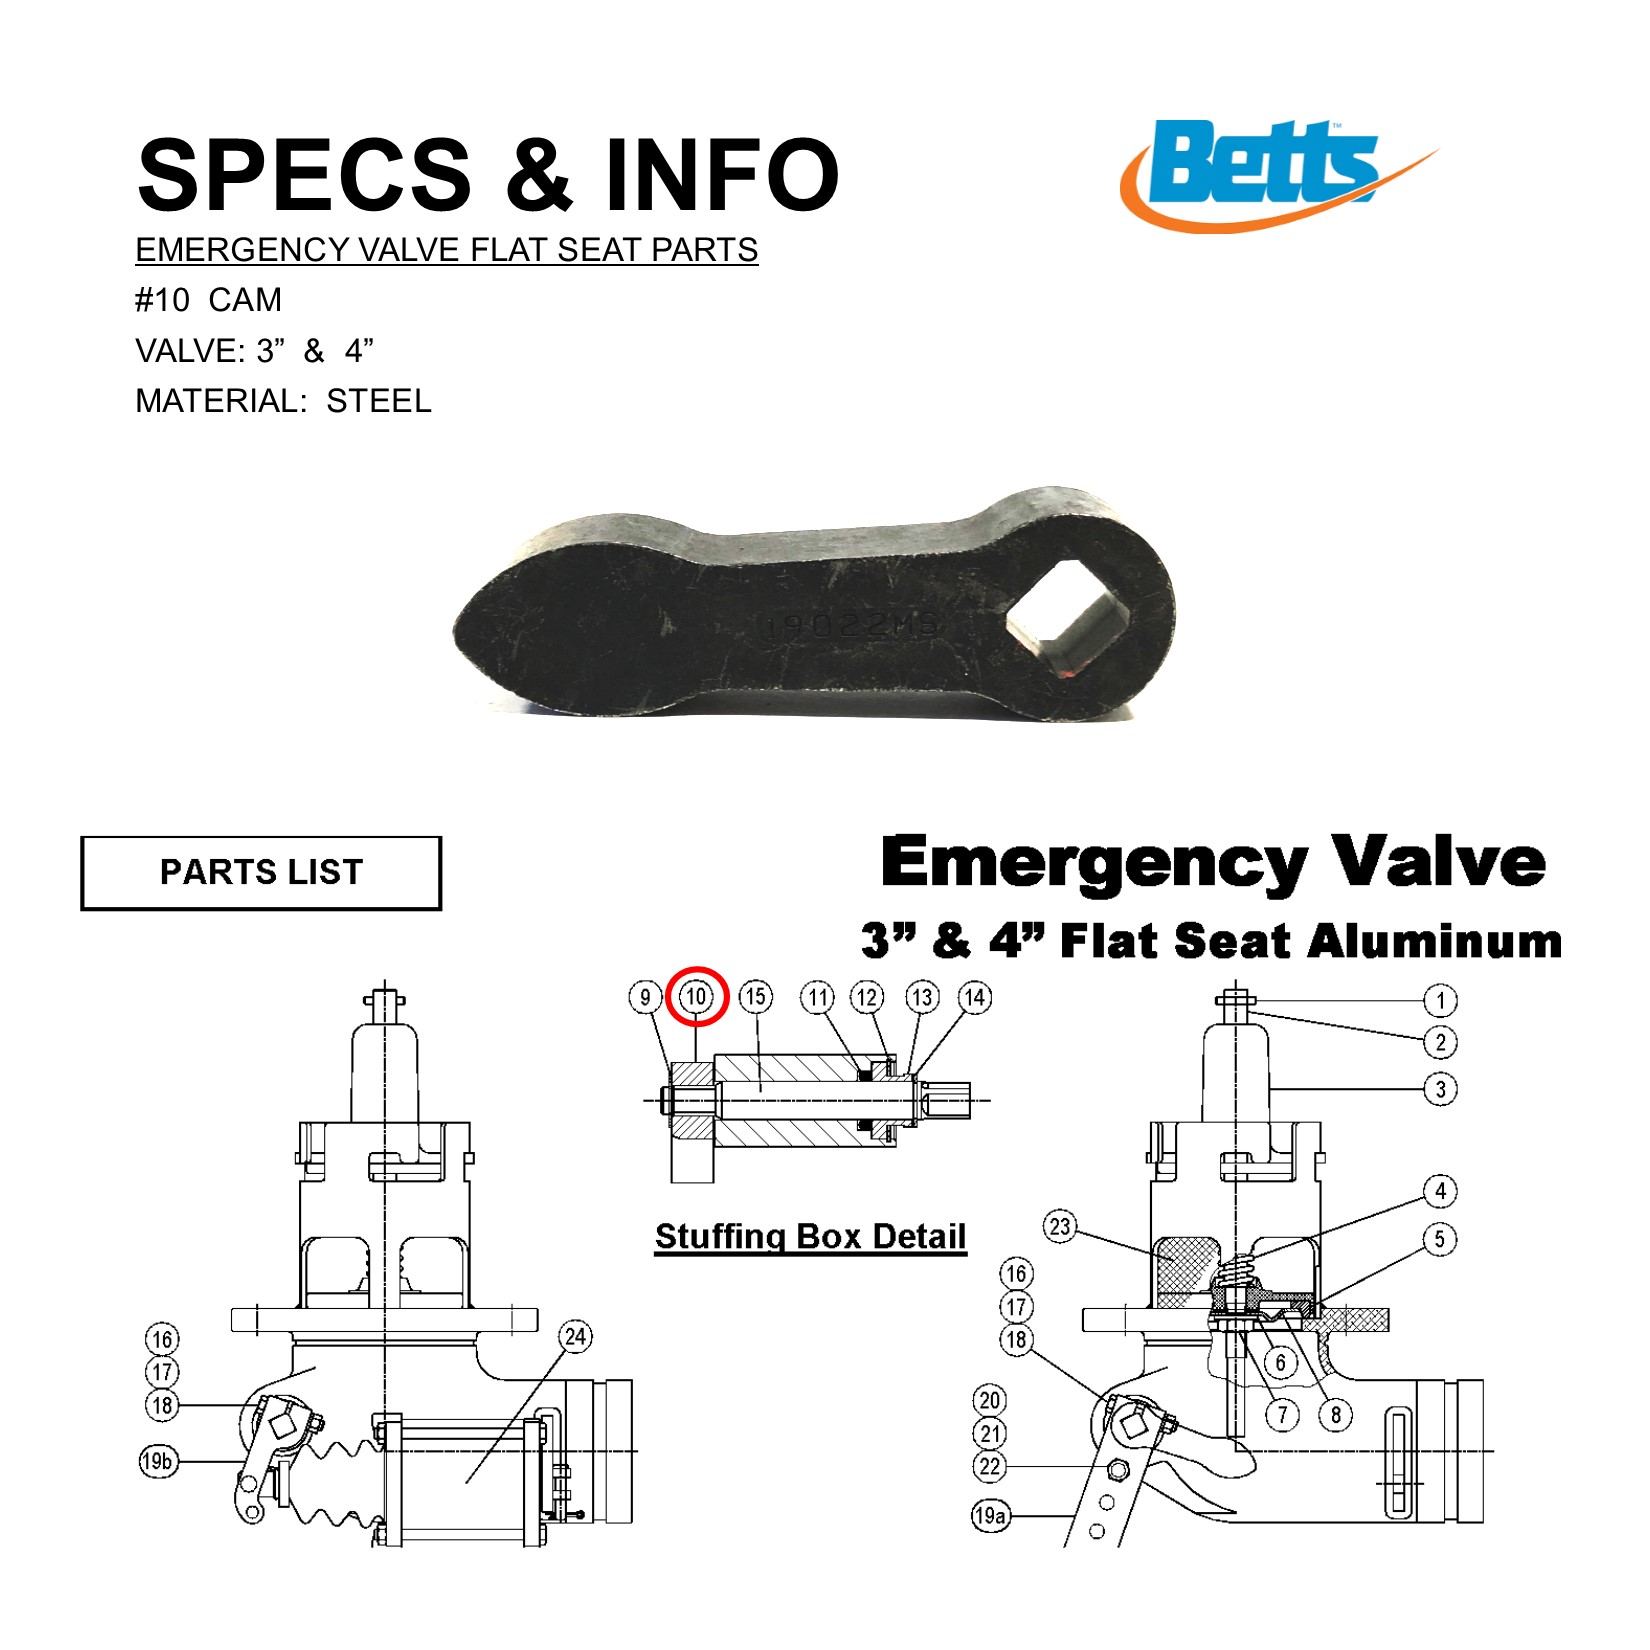 SPECS & INFO
Betts™
EMERGENCY VALVE FLAT SEAT PARTS
#10 CAM
VALVE: 3” & 4”
MATERIAL: STEEL
19022MS
PARTS LIST
Emergency Valve
3” & 4” Flat Seat Aluminum
9 10 15 11 12 13 14
Stuffing Box Detail
16
17
18
19b
24
1
2
3
4
5
23
16
17
18
20
21
22
19a
6
7
8